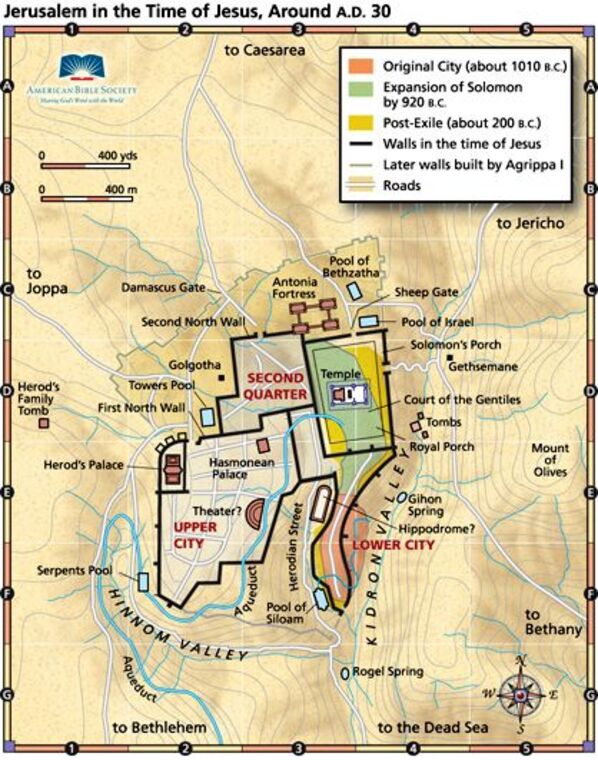 Jerusalem in the Time of Jesus, Around A.D. 30
1 2 3 4 5
to Caesarea
AMERICAN BIBLE SOCIETY
Sharing God's Word with the World
Original City (about 1010 B.C.)
Expansion of Solomon
by 920 B.C.
Post-Exile (about 200 B.C.)
Walls in the time of Jesus
Later walls built by Agrippa I
Roads
A
A
0 400 yds
0 400 m
B
B
to Jericho
to
Joppa
Pool of
Bethzatha
Damascus Gate
Antonia
Fortress
Sheep Gate
C
C
Second North Wall
Pool of Israel
Solomon's Porch
Golgotha
Gethsemane
SECOND
QUARTER
Temple
Towers Pool
Herod's
Family
Tomb
D
D
First North Wall
Court of the Gentiles
Tombs
Royal Porch
Herod's Palace
Hasmonean
Palace
Mount
of
Olives
E
E
Theater?
Gihon
Spring
UPPER
CITY
Herodian Street
Hippodrome?
LOWER CITY
KIDRON VALLEY
Serpents Pool
Aqueduct
Pool of
Siloam
F
F
HINNOM VALLEY
to
Bethany
Aqueduct
Rogel Spring
N
W E
S
G
G
to Bethlehem
to the Dead Sea
1 2 3 4 5